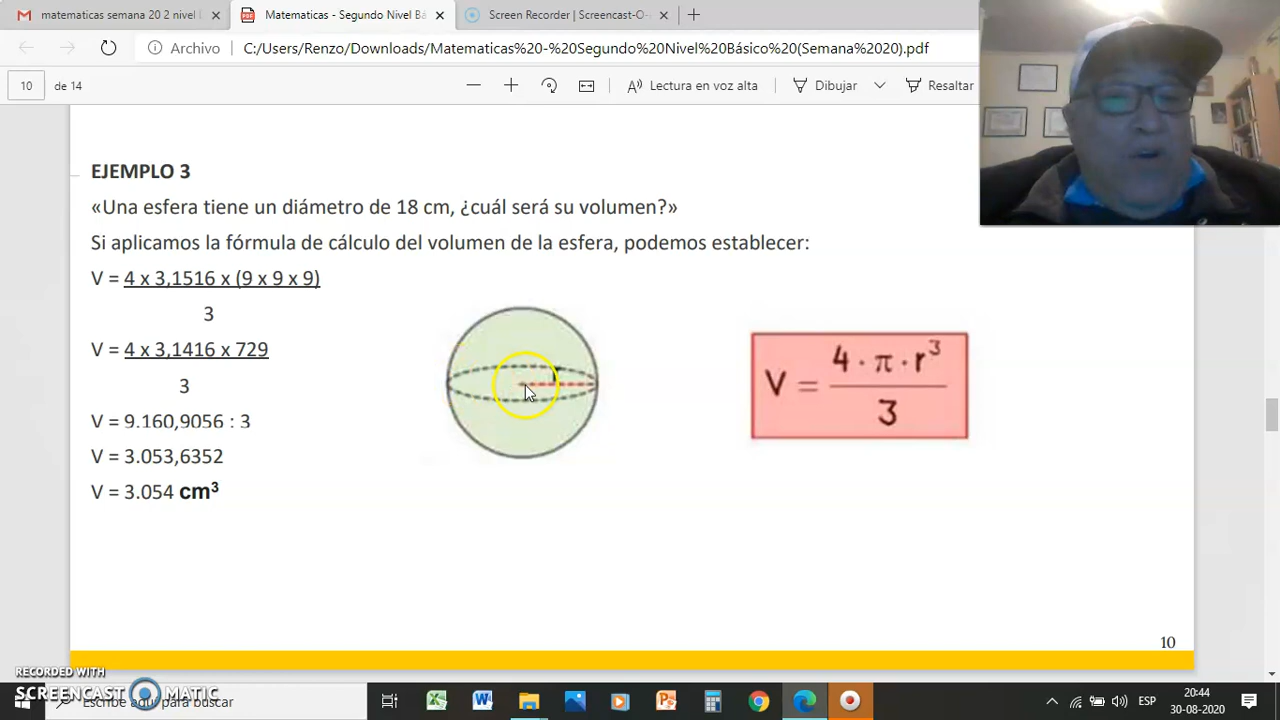 matematicas semana 20 2 nivel
Matematicas - Segundo Nivel Bá
Screen Recorder | Screencast-O-
Archivo
C:/Users/Renzo/Downloads/Matematicas%20-%20Segundo%20Nivel%20Básico%20(Semana%2020).pdf
10 de 14
Lectura en voz alta
Dibujar
Resaltar
EJEMPLO 3
«Una esfera tiene un diámetro de 18 cm, ¿cuál será su volumen?»
Si aplicamos la fórmula de cálculo del volumen de la esfera, podemos establecer:
V = 4 x 3,1516 x (9 x 9 x 9)
3
V = 4 x 3,1416 x 729
3
V = 9.160,9056 : 3
V = 3.053,6352
V = 3.054 cm³
r
V = 4 · π · r³
3
10
RECORDED WITH
SCREENCAST MATIC
Escribe aquí para buscar
ESP
20:44
30-08-2020